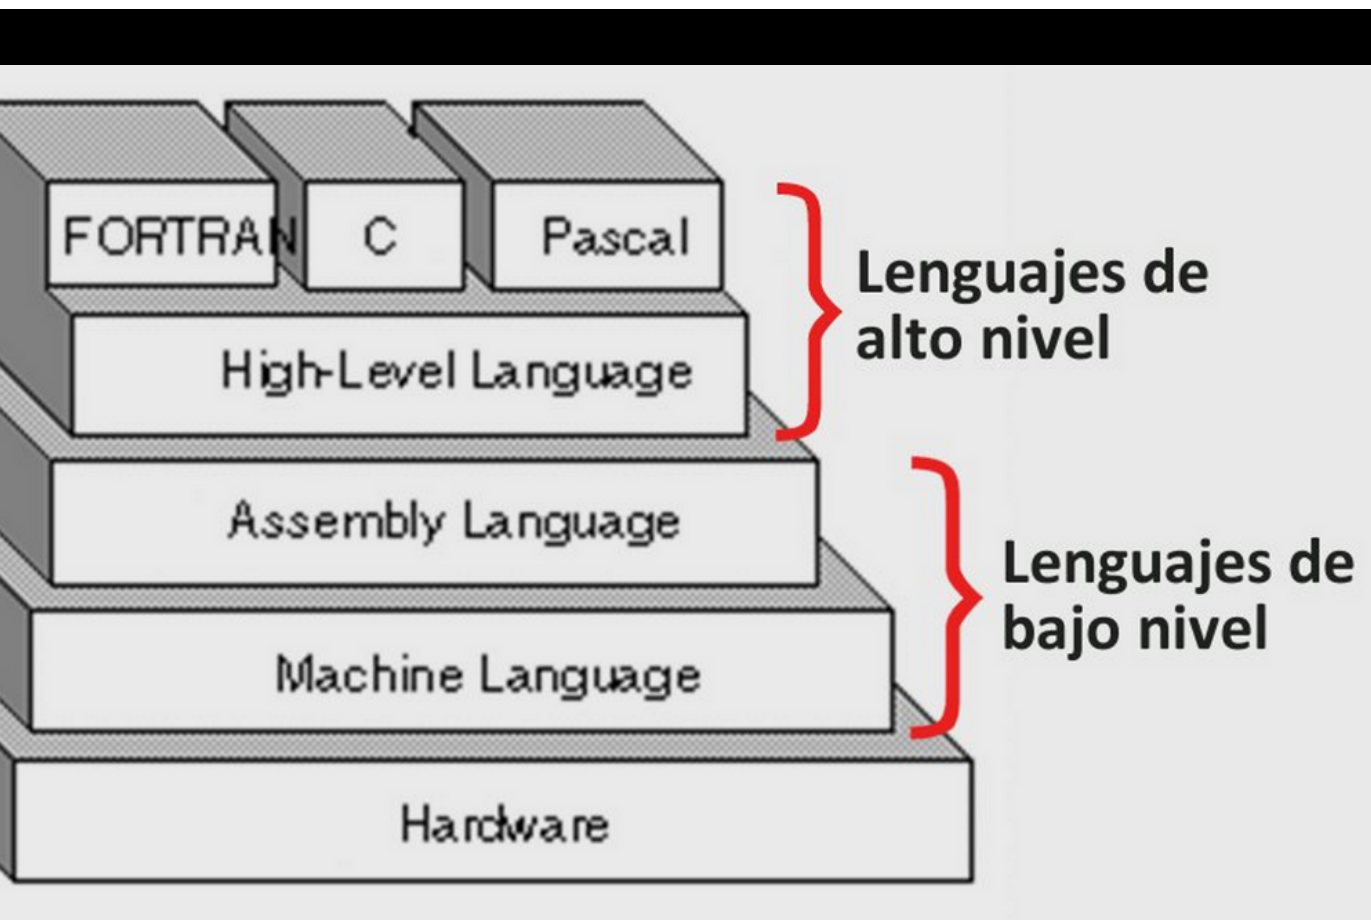 FORTRAN
C
Pascal
Lenguajes de
alto nivel
High-Level Language
Assembly Language
Lenguajes de
bajo nivel
Machine Language
Hardware